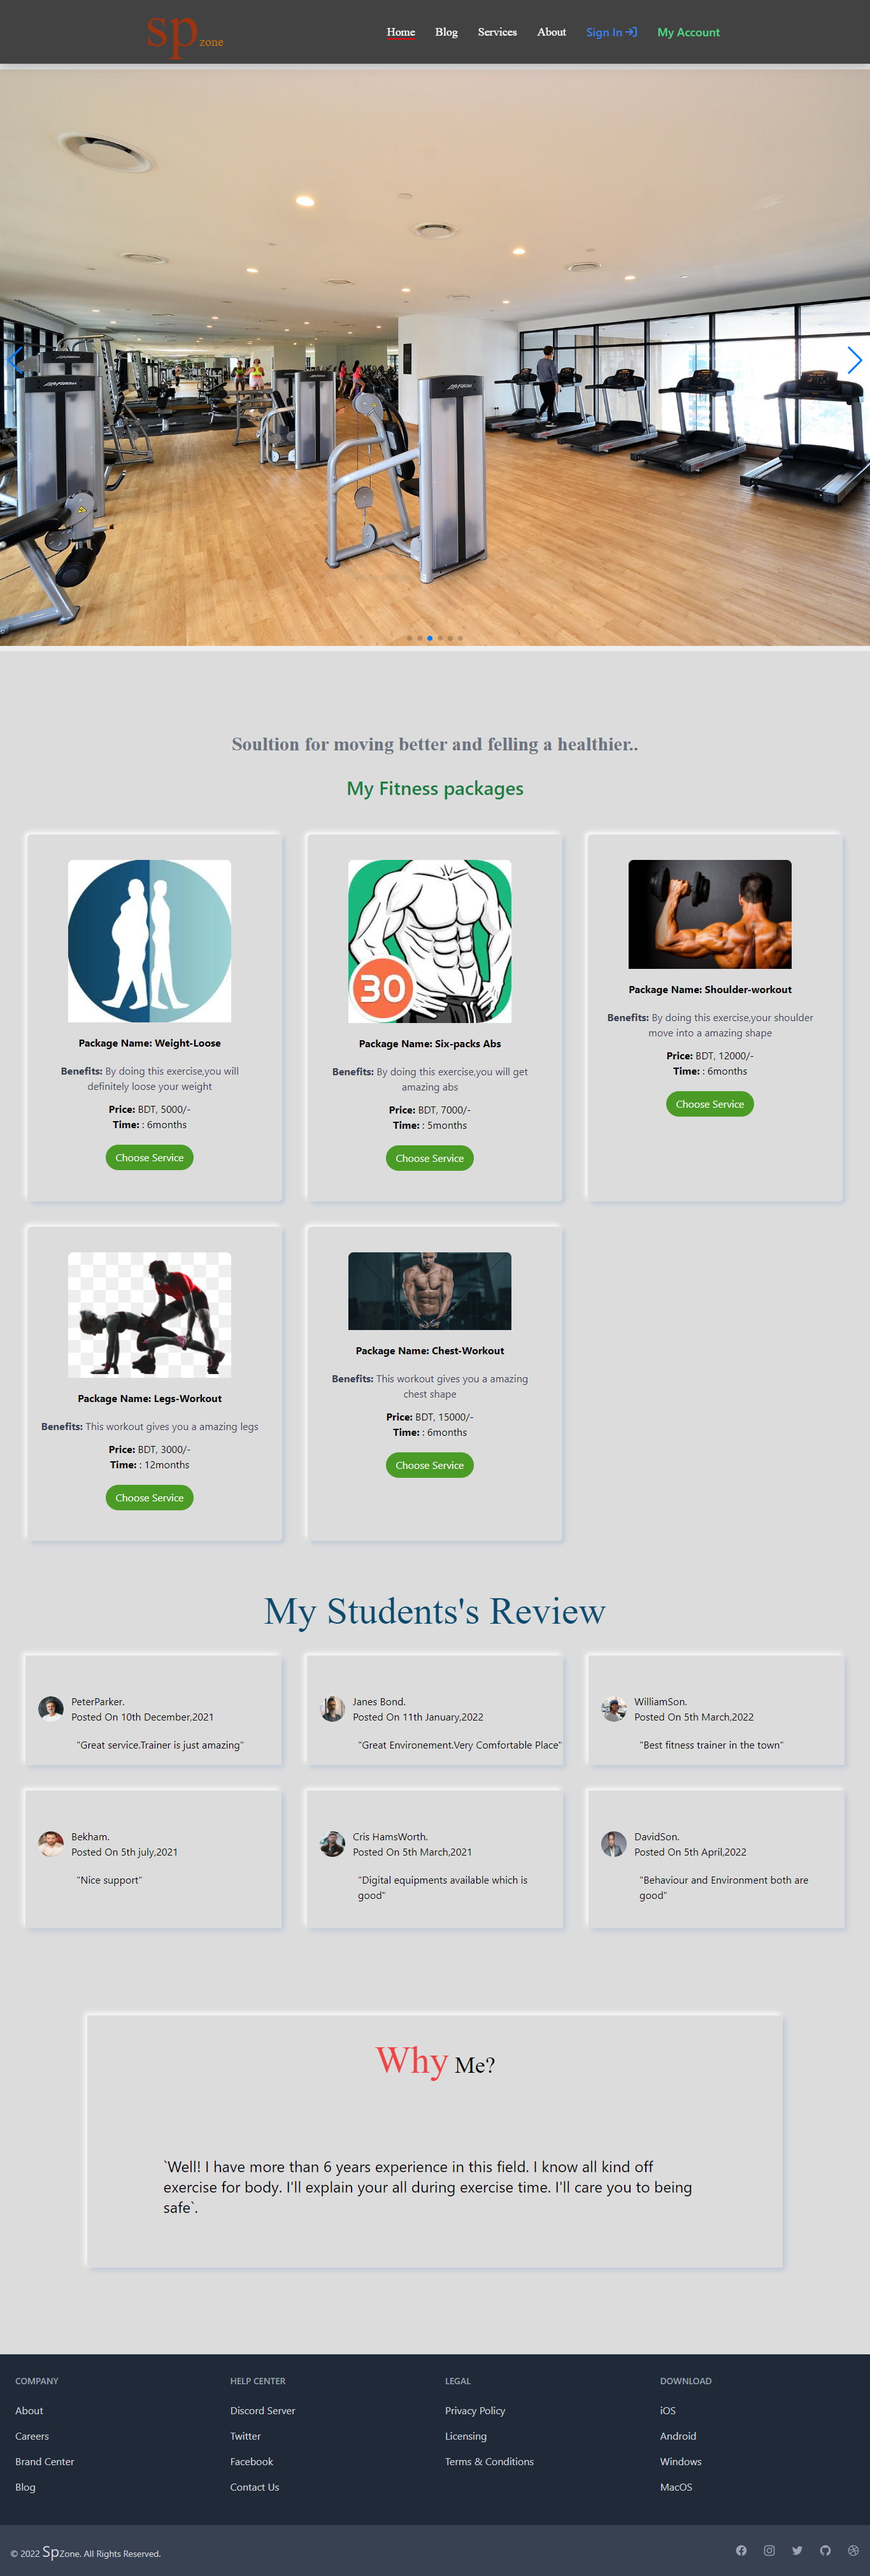 sp zone
Home Blog Services About Sign In My Account
Soultion for moving better and felling a healthier..
My Fitness packages
30
Package Name: Weight-Loose
Benefits: By doing this exercise,you will
definitely loose your weight
Price: BDT, 5000/-
Time: : 6months
Choose Service
Package Name: Six-packs Abs
Benefits: By doing this exercise,you will get
amazing abs
Price: BDT, 7000/-
Time: : 5months
Choose Service
Package Name: Shoulder-workout
Benefits: By doing this exercise,your shoulder
move into a amazing shape
Price: BDT, 12000/-
Time: : 6months
Choose Service
Package Name: Legs-Workout
Benefits: This workout gives you a amazing legs
Price: BDT, 3000/-
Time: : 12months
Choose Service
Package Name: Chest-Workout
Benefits: This workout gives you a amazing
chest shape
Price: BDT, 15000/-
Time: : 6months
Choose Service
My Students's Review
PeterParker.
Posted On 10th December,2021
"Great service.Trainer is just amazing"
Janes Bond.
Posted On 11th January,2022
"Great Environement.Very Comfortable Place"
WilliamSon.
Posted On 5th March,2022
"Best fitness trainer in the town"
Bekham.
Posted On 5th july,2021
"Nice support"
Cris HamsWorth.
Posted On 5th March,2021
"Digital equipments available which is
good"
DavidSon.
Posted On 5th April,2022
"Behaviour and Environment both are
good"
Why Me?
`Well! I have more than 6 years experience in this field. I know all kind off
exercise for body. I'll explain your all during exercise time. I'll care you to being
safe`.
COMPANY
About
Careers
Brand Center
Blog
HELP CENTER
Discord Server
Twitter
Facebook
Contact Us
LEGAL
Privacy Policy
Licensing
Terms & Conditions
DOWNLOAD
iOS
Android
Windows
MacOS
© 2022 SpZone. All Rights Reserved.